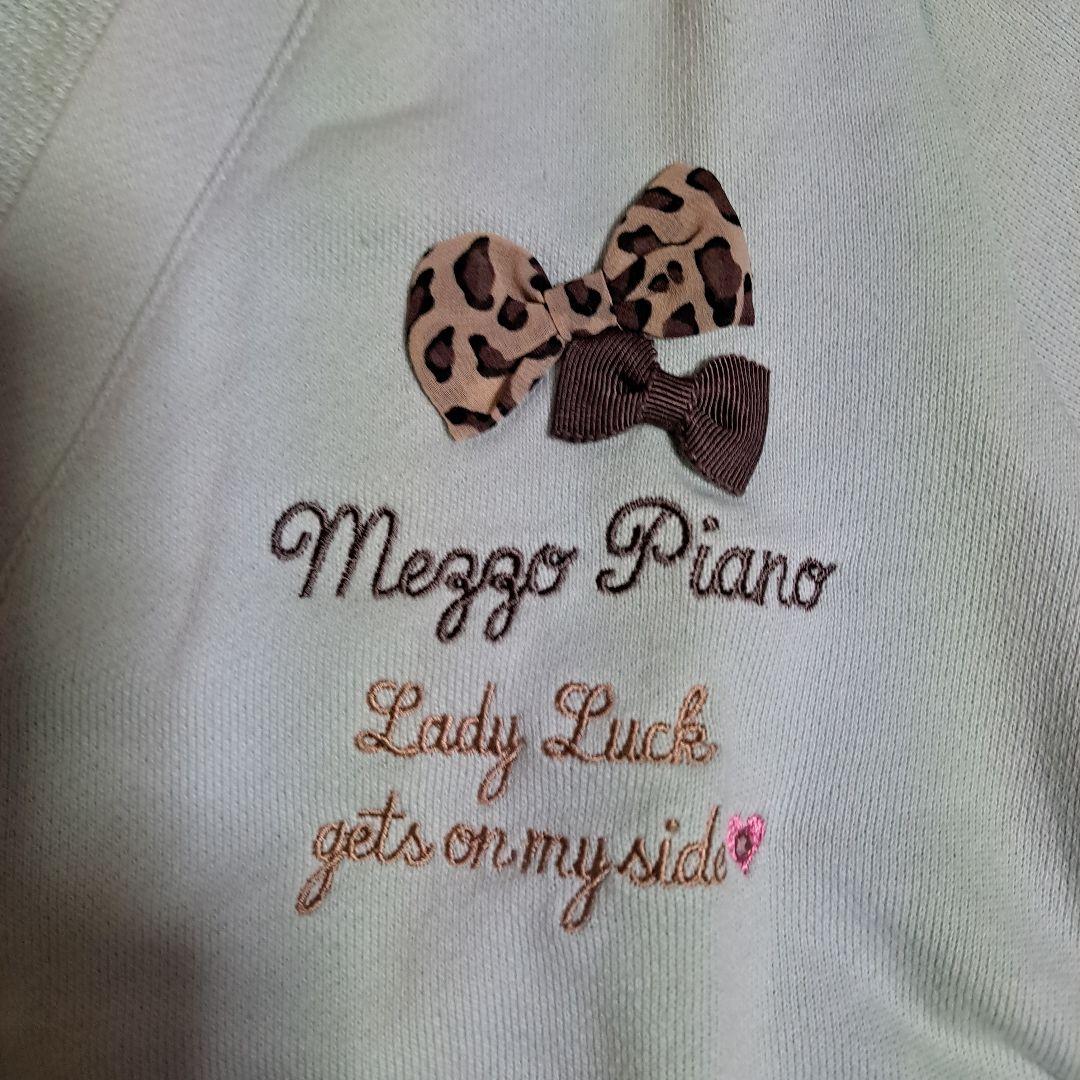 Mezzo Piano
Lady Luck
gets on my side